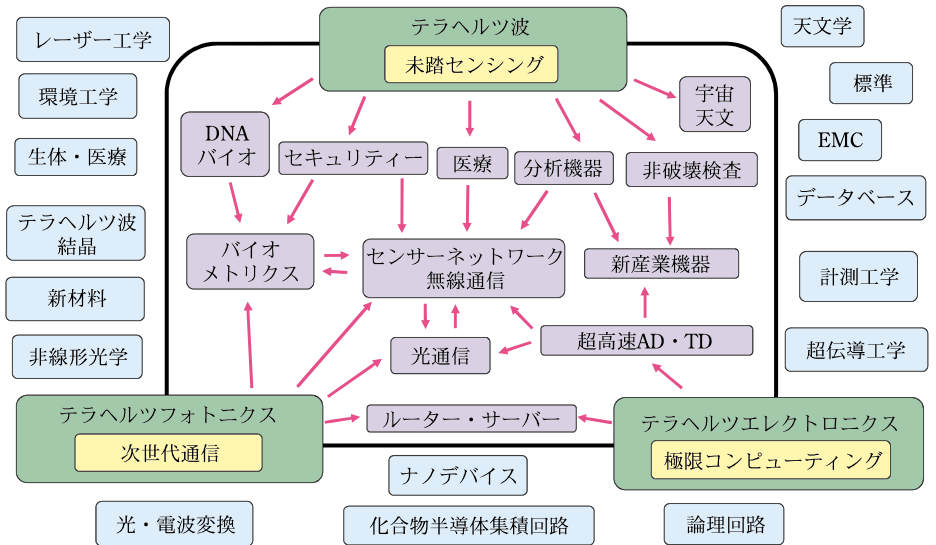 テラヘルツ波
未踏センシング
レーザー工学
環境工学
生体・医療
テラヘルツ波
結晶
新材料
非線形光学
天文学
標準
EMC
データベース
計測工学
超伝導工学
DNA
バイオ
セキュリティー
医療
分析機器
非破壊検査
宇宙
天文
バイオ
メトリクス
センサーネットワーク
無線通信
新産業機器
光通信
超高速AD・TD
ルーター・サーバー
テラヘルツフォトニクス
次世代通信
テラヘルツエレクトロニクス
極限コンピューティング
ナノデバイス
光・電波変換
化合物半導体集積回路
論理回路